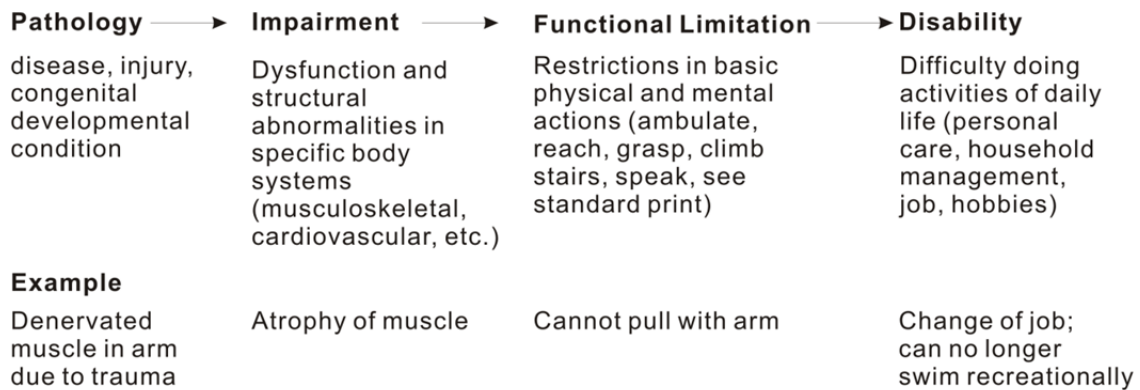 Pathology
Impairment
Functional Limitation
Disability
disease, injury,
congenital
developmental
condition
Dysfunction and
structural
abnormalities in
specific body
systems
(musculoskeletal,
cardiovascular, etc.)
Restrictions in basic
physical and mental
actions (ambulate,
reach, grasp, climb
stairs, speak, see
standard print)
Difficulty doing
activities of daily
life (personal
care, household
management,
job, hobbies)
Example
Denervated
muscle in arm
due to trauma
Atrophy of muscle
Cannot pull with arm
Change of job;
can no longer
swim recreationally